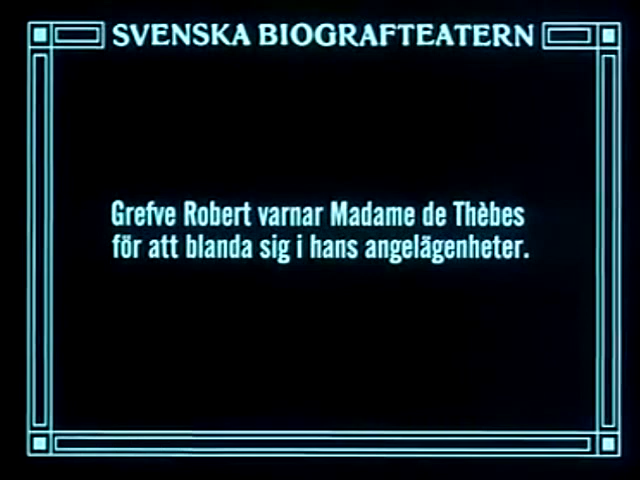 SVENSKA BIOGRAFTEATERN
Grefve Robert varnar Madame de Thèbes
för att blanda sig i hans angelägenheter.